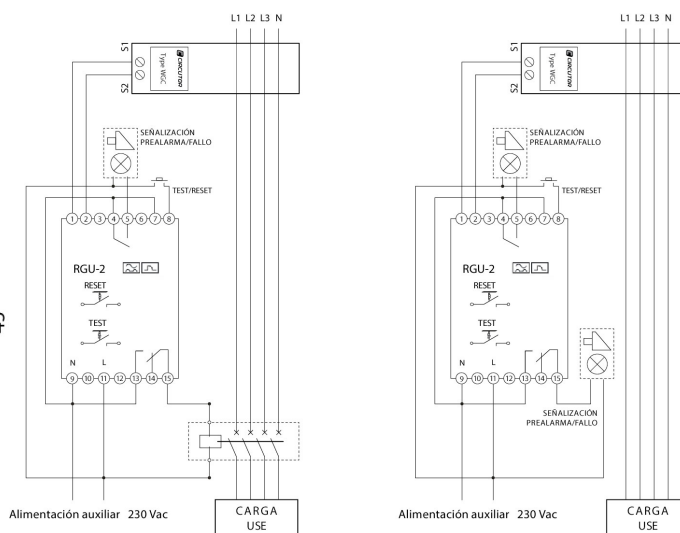 L1 L2 L3 N
S1
S2
CIRCUTOR
Type WGC
SEÑALIZACIÓN
PREALARMA/FALLO
TEST/RESET
1 2 3 4 5 6 7 8
RGU-2
RESET
TEST
N L
9 10 11 12 13 14 15
Alimentación auxiliar 230 Vac
CARGA
USE
45
L1 L2 L3 N
S1
S2
CIRCUTOR
Type WGC
SEÑALIZACIÓN
PREALARMA/FALLO
TEST/RESET
1 2 3 4 5 6 7 8
RGU-2
RESET
TEST
N L
9 10 11 12 13 14 15
SEÑALIZACIÓN
PREALARMA/FALLO
Alimentación auxiliar 230 Vac
CARGA
USE